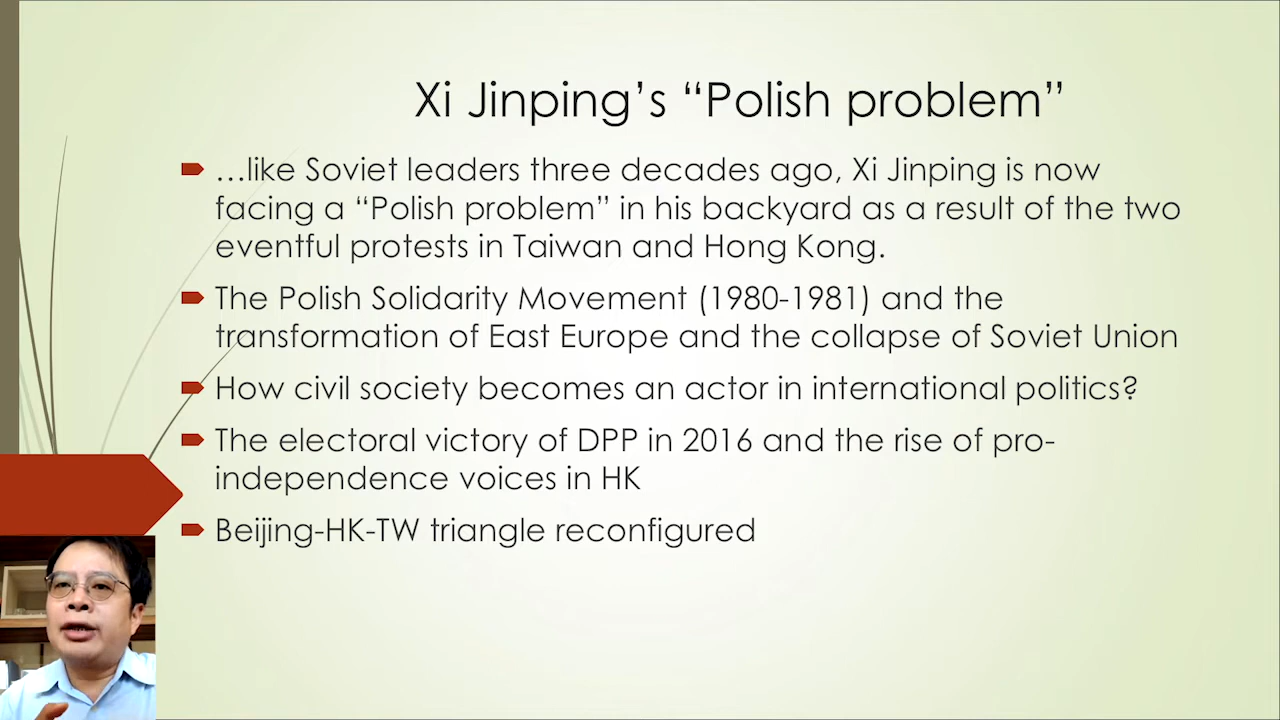 Xi Jinping’s “Polish problem”
…like Soviet leaders three decades ago, Xi Jinping is now
facing a “Polish problem” in his backyard as a result of the two
eventful protests in Taiwan and Hong Kong.
The Polish Solidarity Movement (1980-1981) and the
transformation of East Europe and the collapse of Soviet Union
How civil society becomes an actor in international politics?
The electoral victory of DPP in 2016 and the rise of pro-
independence voices in HK
Beijing-HK-TW triangle reconfigured